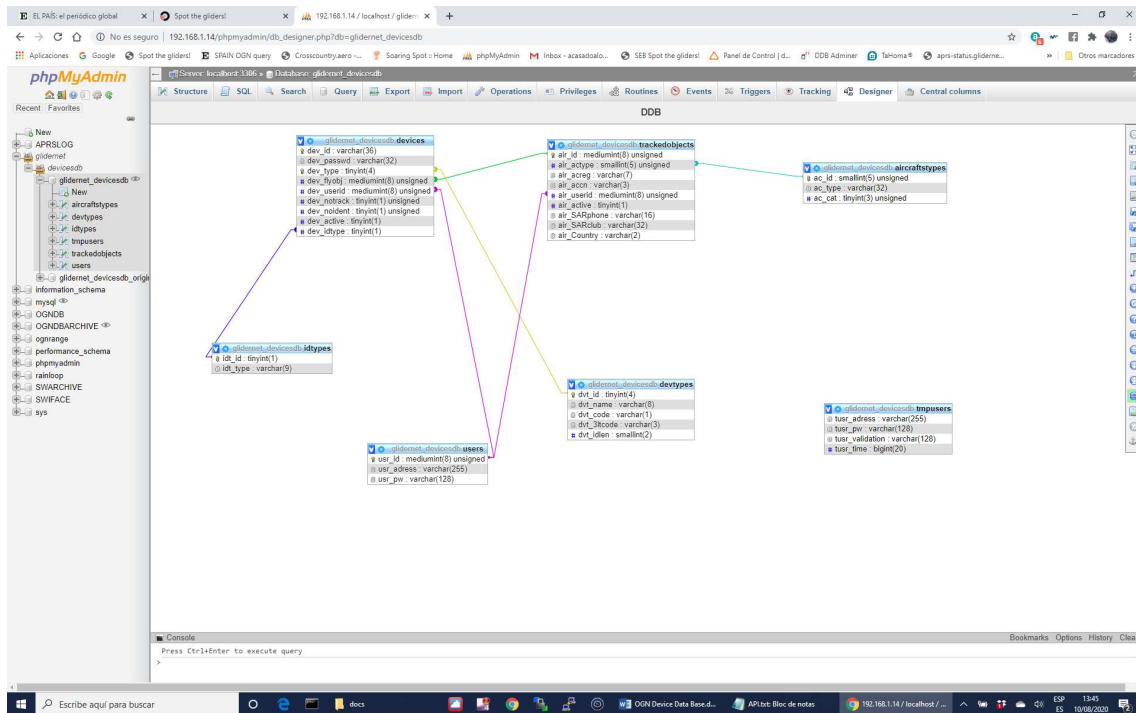 EL PAÍS: el periódico global
Spot the gliders!
192.168.1.14 / localhost / glidern
No es seguro | 192.168.1.14/phpmyadmin/db_designer.php?db=glidernet_devicesdb
Aplicaciones Google Spot the gliders! SPAIN OGN query Crosscountry.aero -... Soaring Spot :: Home phpMyAdmin Inbox - acasadoalo... SEB Spot the gliders! Panel de Control | d... DDB Adminer TaHoma® aprs-status.gliderne... » Otros marcadores
phpMyAdmin
Recent Favorites
New
APRSLOG
glidernet
devicesdb
glidernet_devicesdb
New
aircraftstypes
devtypes
idtypes
tmpusers
trackedobjects
users
glidernet_devicesdb_origin
information_schema
mysql
OGNDB
OGNDBARCHIVE
ognrange
performance_schema
phpmyadmin
rainloop
SWARCHIVE
SWIFACE
sys
Server: localhost:3306 » Database: glidernet_devicesdb
Structure SQL Search Query Export Import Operations Privileges Routines Events Triggers Tracking Designer Central columns
DDB
glidernet_devicesdb devices
dev_id : varchar(36)
dev_passwd : varchar(32)
dev_type : tinyint(4)
dev_flyobj : mediumint(8) unsigned
dev_userid : mediumint(8) unsigned
dev_notrack : tinyint(1) unsigned
dev_noident : tinyint(1) unsigned
dev_active : tinyint(1)
dev_idtype : tinyint(1)
glidernet_devicesdb trackedobjects
air_id : mediumint(8) unsigned
air_actype : smallint(5) unsigned
air_acreg : varchar(7)
air_accn : varchar(3)
air_userid : mediumint(8) unsigned
air_active : tinyint(1)
air_SARphone : varchar(16)
air_SARclub : varchar(32)
air_Country : varchar(2)
glidernet_devicesdb aircraftstypes
ac_id : smallint(5) unsigned
ac_type : varchar(32)
ac_cat : tinyint(3) unsigned
glidernet_devicesdb idtypes
idt_id : tinyint(1)
idt_type : varchar(9)
glidernet_devicesdb devtypes
dvt_id : tinyint(4)
dvt_name : varchar(8)
dvt_code : varchar(1)
dvt_3ltcode : varchar(3)
dvt_idlen : smallint(2)
glidernet_devicesdb tmpusers
tusr_adress : varchar(255)
tusr_pw : varchar(128)
tusr_validation : varchar(128)
tusr_time : bigint(20)
glidernet_devicesdb users
usr_id : mediumint(8) unsigned
usr_adress : varchar(255)
usr_pw : varchar(128)
Console
Bookmarks Options History Clea
Press Ctrl+Enter to execute query
>
Escribe aquí para buscar
docs
OGN Device Data Base.d...
API.txt: Bloc de notas
192.168.1.14 / localhost / ...
ESP 13:45
ES 10/08/2020